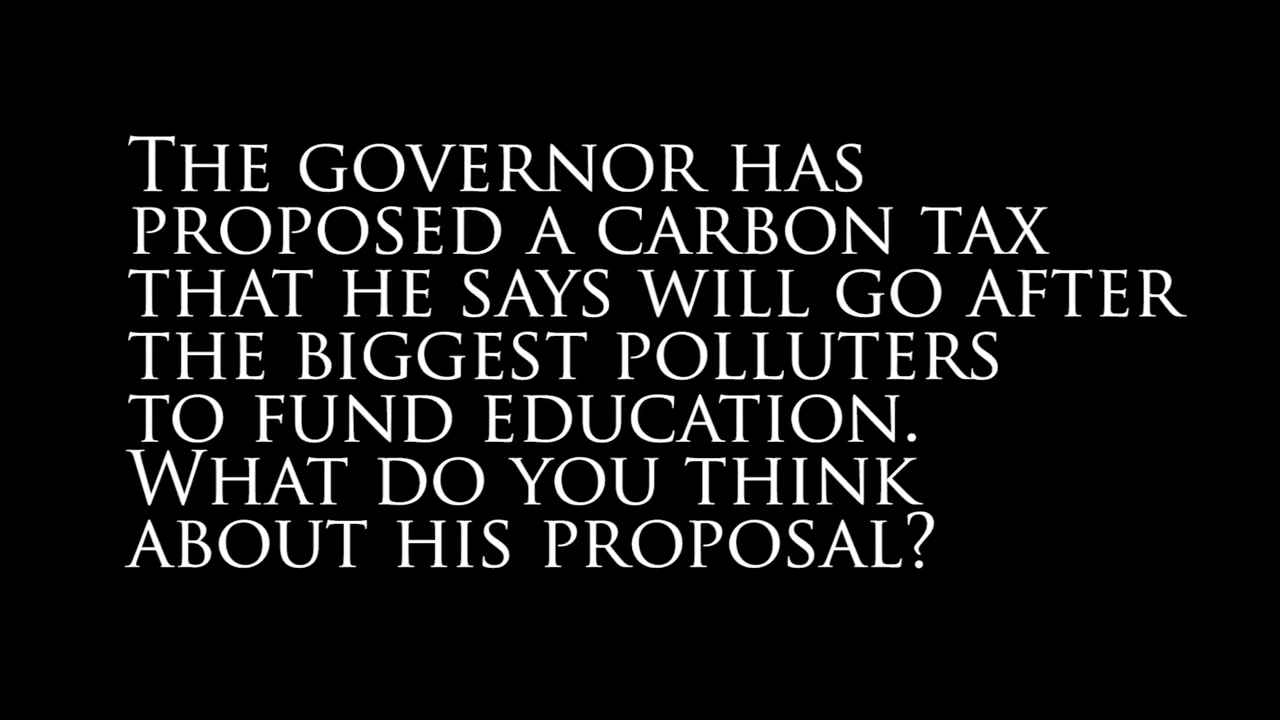 The governor has
proposed a carbon tax
that he says will go after
the biggest polluters
to fund education.
What do you think
about his proposal?